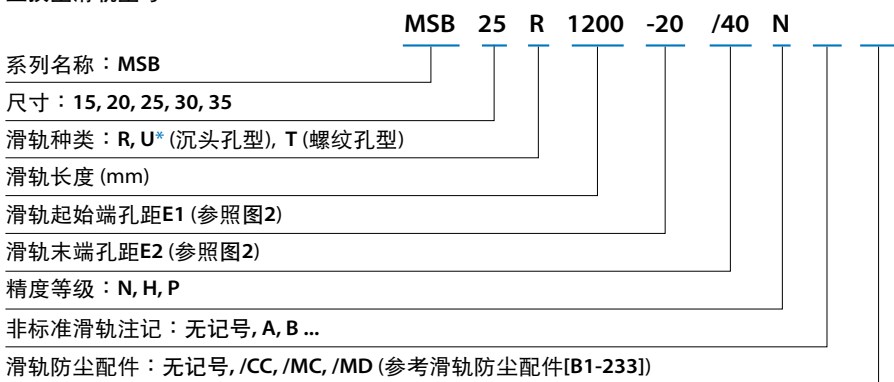 MSB 25 R 1200 -20 /40 N
系列名称：MSB
尺寸：15, 20, 25, 30, 35
滑轨种类：R, U* (沉头孔型), T (螺纹孔型)
滑轨长度 (mm)
滑轨起始端孔距E1 (参照图2)
滑轨末端孔距E2 (参照图2)
精度等级：N, H, P
非标准滑轨注记：无记号, A, B ...
滑轨防尘配件：无记号, /CC, /MC, /MD (参考滑轨防尘配件[B1-233])